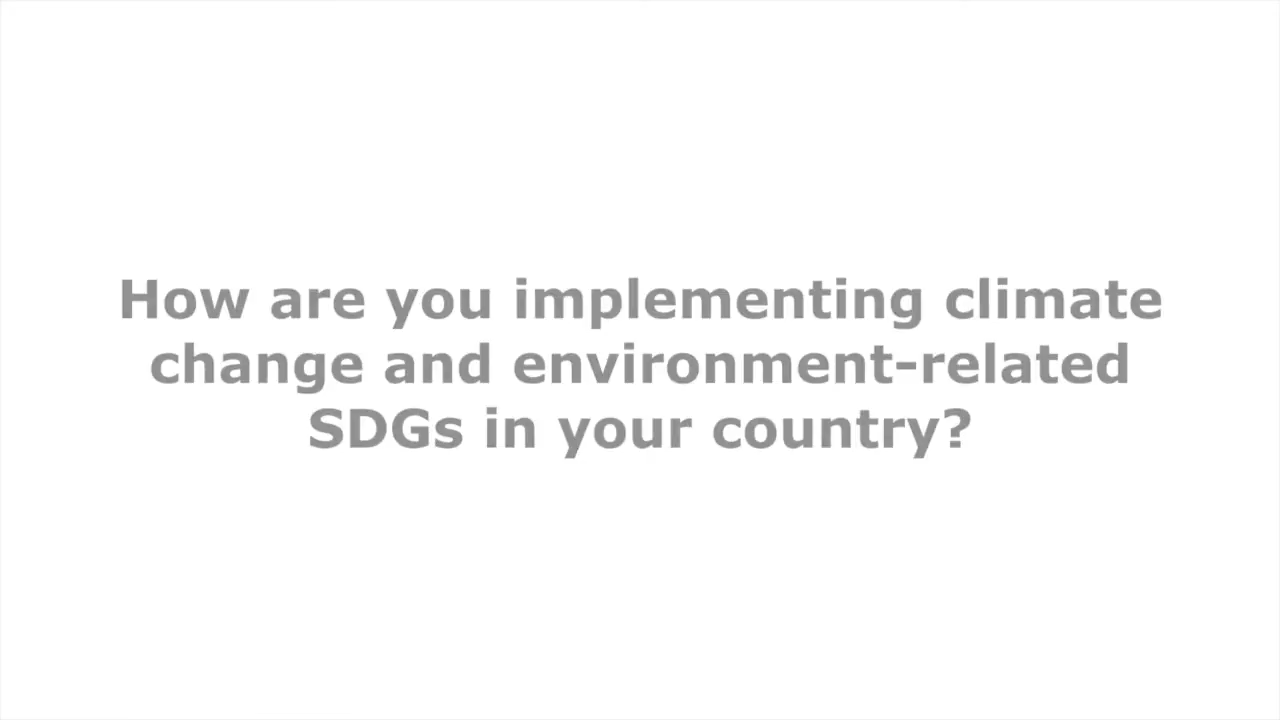 How are you implementing climate
change and environment-related
SDGs in your country?